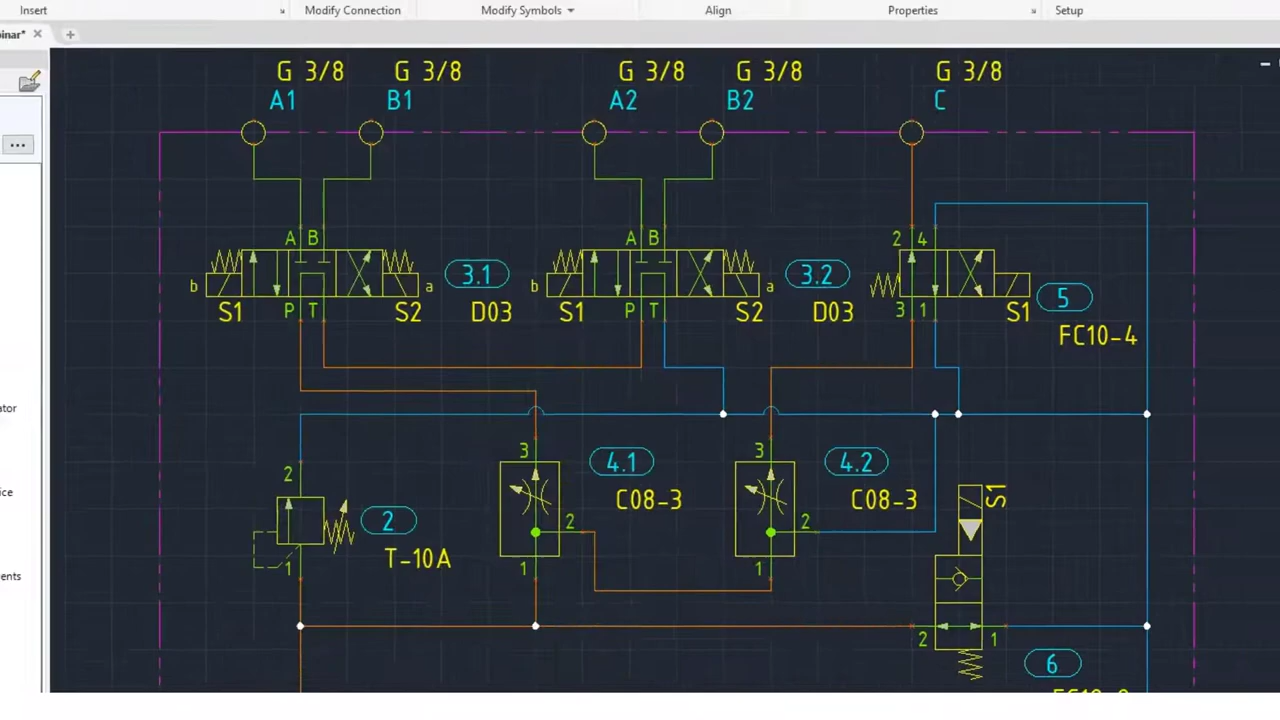 Insert
Modify Connection
Modify Symbols
Align
Properties
Setup
inar*
G 3/8 G 3/8 G 3/8 G 3/8 G 3/8
A1 B1 A2 B2 C
A B A B 2 4
b a b a
3.1 3.2 5
P T P T 3 1
S1 S2 D03 S1 S2 D03 S1
FC10-4
ator
2 3 3
4.1 4.2
C08-3 C08-3
S1
ice
2
2 2
T-10A
1 1 1
ents
2 1
6